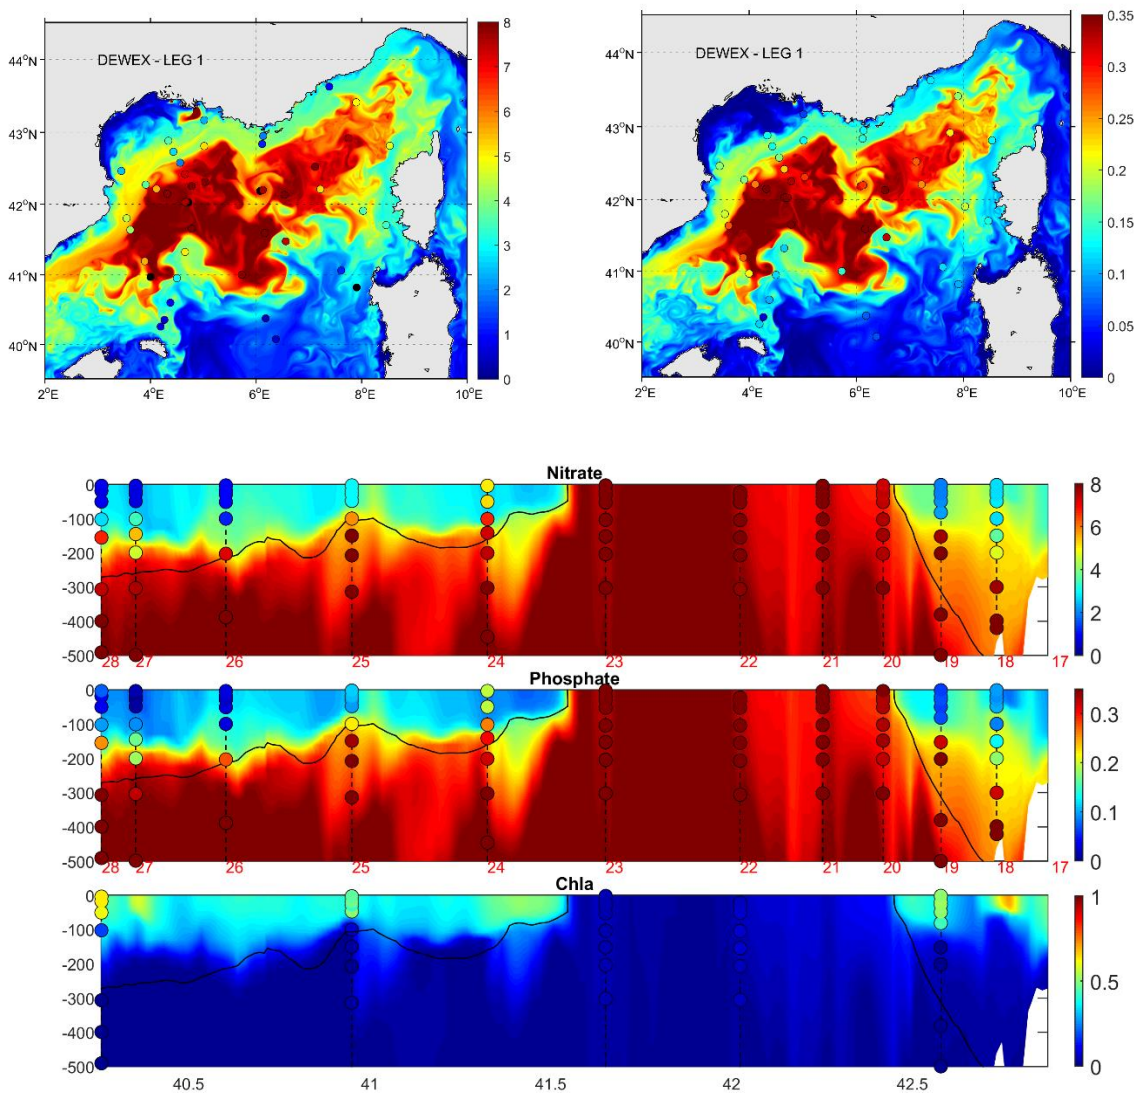 DEWEX - LEG 1
44°N
43°N
42°N
41°N
40°N
2°E 4°E 6°E 8°E 10°E
8
7
6
5
4
3
2
1
0
DEWEX - LEG 1
44°N
43°N
42°N
41°N
40°N
2°E 4°E 6°E 8°E 10°E
0.35
0.3
0.25
0.2
0.15
0.1
0.05
0
Nitrate
0
-100
-200
-300
-400
-500
28 27 26 25 24 23 22 21 20 19 18 17
8
6
4
2
0
Phosphate
0
-100
-200
-300
-400
-500
28 27 26 25 24 23 22 21 20 19 18 17
0.3
0.2
0.1
0
Chla
0
-100
-200
-300
-400
-500
40.5 41 41.5 42 42.5
1
0.5
0